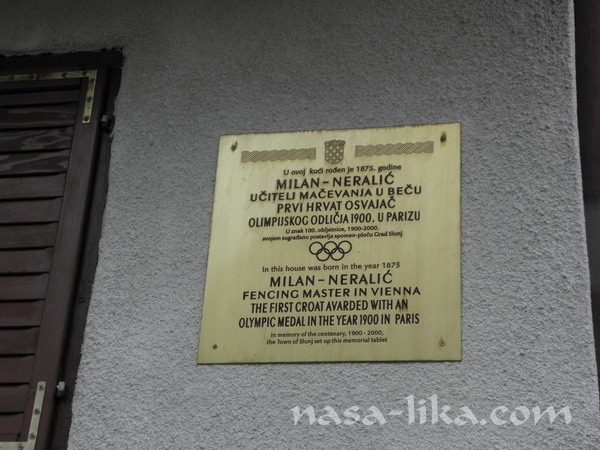 U ovoj kući rođen je 1875. godine
MILAN – NERALIĆ
UČITELJ MAČEVANJA U BEČU
PRVI HRVAT OSVAJAČ
OLIMPIJSKOG ODLIČJA 1900. U PARIZU
U znak 100. obljetnice, 1900-2000.
svojem sugrađanu postavlja spomen-ploču Grad Slunj
In this house was born in the year 1875
MILAN – NERALIĆ
FENCING MASTER IN VIENNA
THE FIRST CROAT AVARDED WITH AN
OLYMPIC MEDAL IN THE YEAR 1900 IN PARIS
In memory of the centenary, 1900 - 2000,
the Town of Slunj set up this memorial tablet
nasa-lika.com